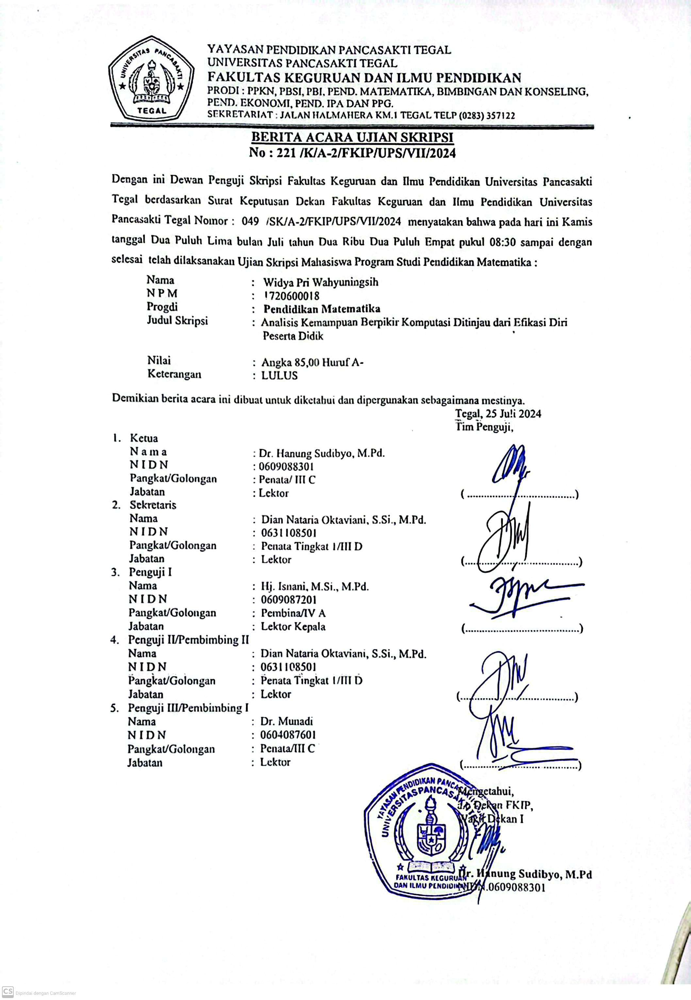 UNIVERSITAS PANCASAKTI
TEGAL
YAYASAN PENDIDIKAN PANCASAKTI TEGAL
UNIVERSITAS PANCASAKTI TEGAL
FAKULTAS KEGURUAN DAN ILMU PENDIDIKAN
PRODI : PPKN, PBSI, PBI. PEND. MATEMATIKA, BIMBINGAN DAN KONSELING,
PEND. EKONOMI, PEND. IPA DAN PPG.
SEKRETARIAT : JALAN HALMAHERA KM.1 TEGAL TELP (0283) 357122
BERITA ACARA UJIAN SKRIPSI
No : 221 /K/A-2/FKIP/UPS/VII/2024
Dengan ini Dewan Penguji Skripsi Fakultas Keguruan dan Ilmu Pendidikan Universitas Pancasakti
Tegal berdasarkan Surat Keputusan Dekan Fakultas Keguruan dan Ilmu Pendidikan Universitas
Pancasakti Tegal Nomor : 049 /SK/A-2/FKIP/UPS/VII/2024 menyatakan bahwa pada hari ini Kamis
tanggal Dua Puluh Lima bulan Juli tahun Dua Ribu Dua Puluh Empat pukul 08:30 sampai dengan
selesai telah dilaksanakan Ujian Skripsi Mahasiswa Program Studi Pendidikan Matematika :
Nama : Widya Pri Wahyuningsih
N P M : 1720600018
Progdi : Pendidikan Matematika
Judul Skripsi : Analisis Kemampuan Berpikir Komputasi Ditinjau dari Efikasi Diri
Peserta Didik
Nilai : Angka 85,00 Huruf A-
Keterangan : LULUS
Demikian berita acara ini dibuat untuk diketahui dan dipergunakan sebagaimana mestinya.
Tegal, 25 Juli 2024
Tim Penguji,
1. Ketua
N a m a : Dr. Hanung Sudibyo, M.Pd.
N I D N : 0609088301
Pangkat/Golongan : Penata/ III C
Jabatan : Lektor (......................................)
2. Sekretaris
Nama : Dian Nataria Oktaviani, S.Si., M.Pd.
N I D N : 0631108501
Pangkat/Golongan : Penata Tingkat 1/III D
Jabatan : Lektor (......................................)
3. Penguji I
Nama : Hj. Isnani, M.Si., M.Pd.
N I D N : 0609087201
Pangkat/Golongan : Pembina/IV A
Jabatan : Lektor Kepala (......................................)
4. Penguji II/Pembimbing II
Nama : Dian Nataria Oktaviani, S.Si., M.Pd.
N I D N : 0631108501
Pangkat/Golongan : Penata Tingkat 1/III D
Jabatan : Lektor (......................................)
5. Penguji III/Pembimbing I
Nama : Dr. Munadi
N I D N : 0604087601
Pangkat/Golongan : Penata/III C
Jabatan : Lektor (......................................)
Mengetahui,
a.n Dekan FKIP,
Wakil Dekan I
YAYASAN PENDIDIKAN PANCASAKTI
UNIVERSITAS PANCASAKTI TEGAL
FAKULTAS KEGURUAN
DAN ILMU PENDIDIKAN
Dr. Hanung Sudibyo, M.Pd
NIDN.0609088301
CS Dipindai dengan CamScanner